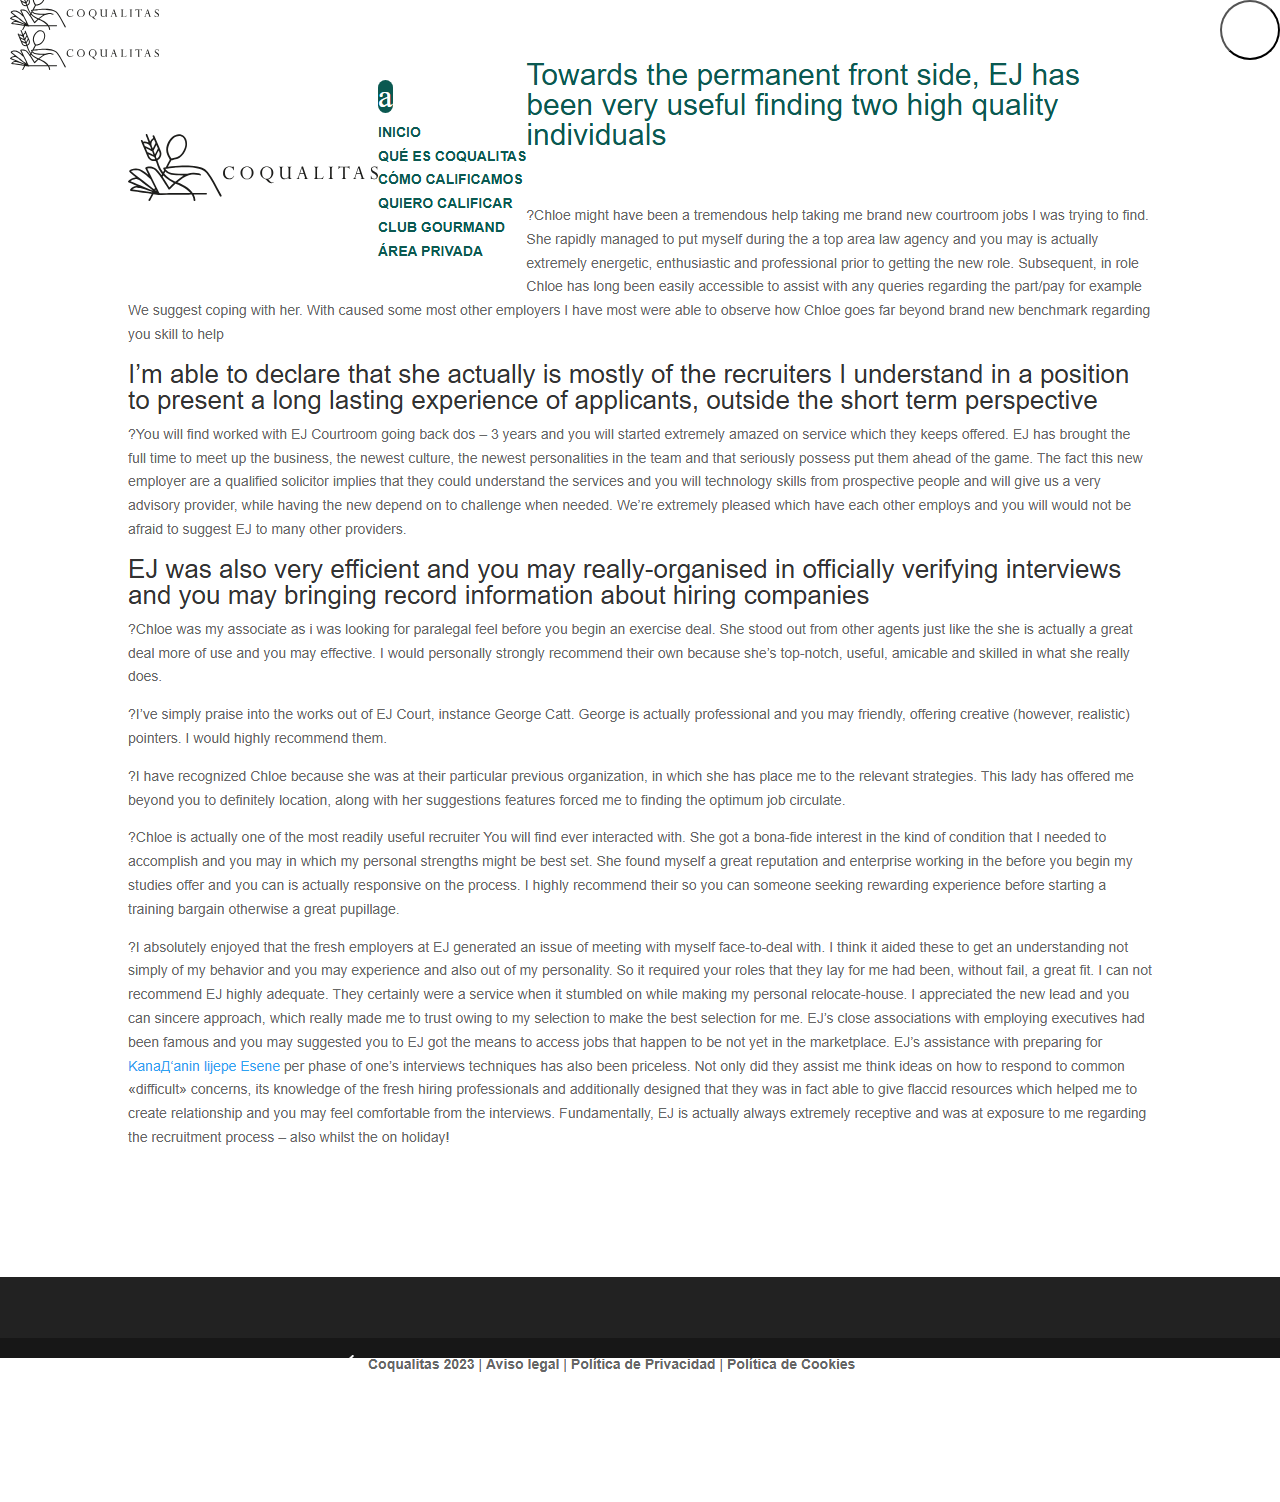 COQUALITAS
COQUALITAS
COQUALITAS
a
INICIO
QUÉ ES COQUALITAS
CÓMO CALIFICAMOS
QUIERO CALIFICAR
CLUB GOURMAND
ÁREA PRIVADA
Towards the permanent front side, EJ has
been very useful finding two high quality
individuals
?Chloe might have been a tremendous help taking me brand new courtroom jobs I was trying to find.
She rapidly managed to put myself during the a top area law agency and you may is actually
extremely energetic, enthusiastic and professional prior to getting the new role. Subsequent, in role
Chloe has long been easily accessible to assist with any queries regarding the part/pay for example
We suggest coping with her. With caused some most other employers I have most were able to observe how Chloe goes far beyond brand new benchmark regarding
you skill to help
I’m able to declare that she actually is mostly of the recruiters I understand in a position
to present a long lasting experience of applicants, outside the short term perspective
?You will find worked with EJ Courtroom going back dos – 3 years and you will started extremely amazed on service which they keeps offered. EJ has brought the
full time to meet up the business, the newest culture, the newest personalities in the team and that seriously possess put them ahead of the game. The fact this new
employer are a qualified solicitor implies that they could understand the services and you will technology skills from prospective people and will give us a very
advisory provider, while having the new depend on to challenge when needed. We’re extremely pleased which have each other employs and you will would not be
afraid to suggest EJ to many other providers.
EJ was also very efficient and you may really-organised in officially verifying interviews
and you may bringing record information about hiring companies
?Chloe was my associate as i was looking for paralegal feel before you begin an exercise deal. She stood out from other agents just like the she is actually a great
deal more of use and you may effective. I would personally strongly recommend their own because she’s top-notch, useful, amicable and skilled in what she really
does.
?I’ve simply praise into the works out of EJ Court, instance George Catt. George is actually professional and you may friendly, offering creative (however, realistic)
pointers. I would highly recommend them.
?I have recognized Chloe because she was at their particular previous organization, in which she has place me to the relevant strategies. This lady has offered me
beyond you to definitely location, along with her suggestions features forced me to finding the optimum job circulate.
?Chloe is actually one of the most readily useful recruiter You will find ever interacted with. She got a bona-fide interest in the kind of condition that I needed to
accomplish and you may in which my personal strengths might be best set. She found myself a great reputation and enterprise working in the before you begin my
studies offer and you can is actually responsive on the process. I highly recommend their so you can someone seeking rewarding experience before starting a
training bargain otherwise a great pupillage.
?I absolutely enjoyed that the fresh employers at EJ generated an issue of meeting with myself face-to-deal with. I think it aided these to get an understanding not
simply of my behavior and you may experience and also out of my personality. So it required your roles that they lay for me had been, without fail, a great fit. I can not
recommend EJ highly adequate. They certainly were a service when it stumbled on while making my personal relocate-house. I appreciated the new lead and you
can sincere approach, which really made me to trust owing to my selection to make the best selection for me. EJ’s close associations with employing executives had
been famous and you may suggested you to EJ got the means to access jobs that happen to be not yet in the marketplace. EJ’s assistance with preparing for
KanaД‘anin lijepe Esene per phase of one’s interviews techniques has also been priceless. Not only did they assist me think ideas on how to respond to common
«difficult» concerns, its knowledge of the fresh hiring professionals and additionally designed that they was in fact able to give flaccid resources which helped me to
create relationship and you may feel comfortable from the interviews. Fundamentally, EJ is actually always extremely receptive and was at exposure to me regarding
the recruitment process – also whilst the on holiday!
Coqualitas 2023 | Aviso legal | Política de Privacidad | Política de Cookies